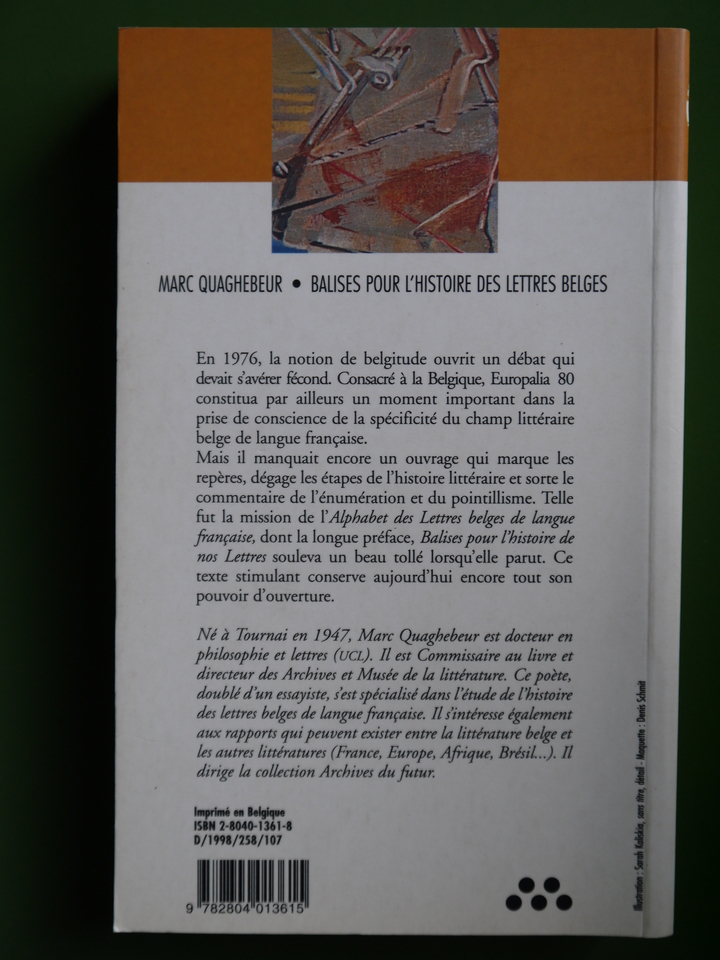 MARC QUAGHEBEUR • BALISES POUR L'HISTOIRE DES LETTRES BELGES
En 1976, la notion de belgitude ouvrit un débat qui
devait s'avérer fécond. Consacré à la Belgique, Europalia 80
constitua par ailleurs un moment important dans la
prise de conscience de la spécificité du champ littéraire
belge de langue française.
Mais il manquait encore un ouvrage qui marque les
repères, dégage les étapes de l'histoire littéraire et sorte le
commentaire de l'énumération et du pointillisme. Telle
fut la mission de l'Alphabet des Lettres belges de langue
française, dont la longue préface, Balises pour l'histoire de
nos Lettres souleva un beau tollé lorsqu'elle parut. Ce
texte stimulant conserve aujourd'hui encore tout son
pouvoir d'ouverture.
Né à Tournai en 1947, Marc Quaghebeur est docteur en
philosophie et lettres (UCL). Il est Commissaire au livre et
directeur des Archives et Musée de la littérature. Ce poète,
doublé d'un essayiste, s'est spécialisé dans l'étude de l'histoire
des lettres belges de langue française. Il s'intéresse également
aux rapports qui peuvent exister entre la littérature belge et
les autres littératures (France, Europe, Afrique, Brésil...). Il
dirige la collection Archives du futur.
Imprimé en Belgique
ISBN 2-8040-1361-8
D/1998/258/107
9 782804 013615
Illustration : Sarah Kaliskia, sans titre, détail - Maquette : Denis Schmit